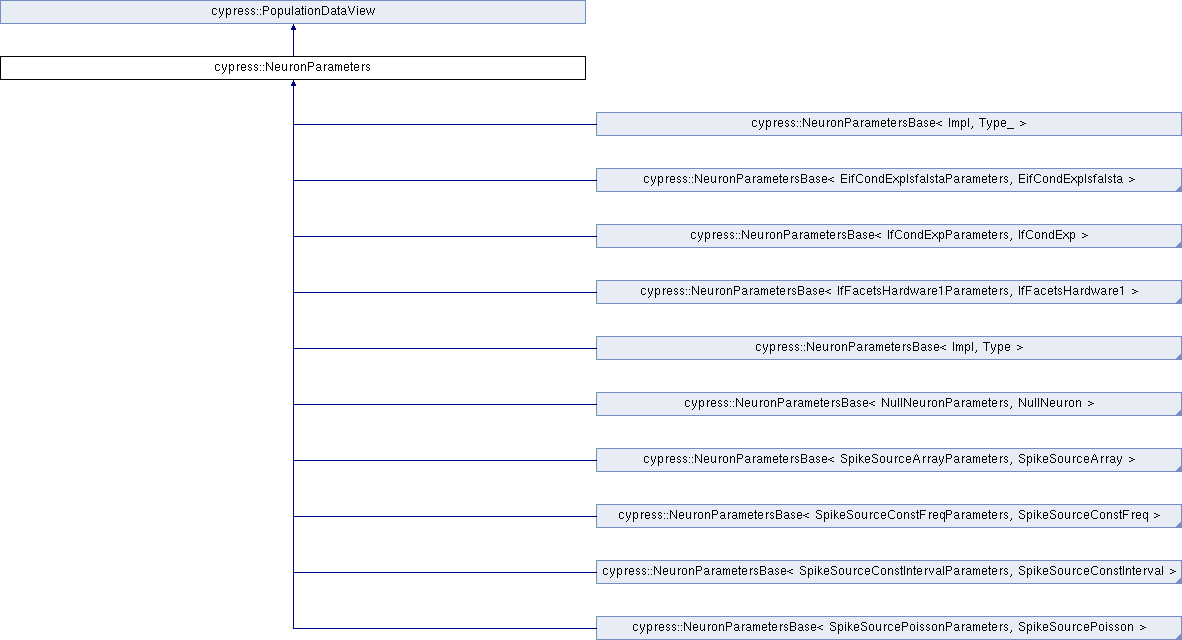 cypress::PopulationDataView
cypress::NeuronParameters
cypress::NeuronParametersBase< Impl, Type_ >
cypress::NeuronParametersBase< EifCondExpIsfaIstaParameters, EifCondExpIsfaIsta >
cypress::NeuronParametersBase< IfCondExpParameters, IfCondExp >
cypress::NeuronParametersBase< IfFacetsHardware1Parameters, IfFacetsHardware1 >
cypress::NeuronParametersBase< Impl, Type >
cypress::NeuronParametersBase< NullNeuronParameters, NullNeuron >
cypress::NeuronParametersBase< SpikeSourceArrayParameters, SpikeSourceArray >
cypress::NeuronParametersBase< SpikeSourceConstFreqParameters, SpikeSourceConstFreq >
cypress::NeuronParametersBase< SpikeSourceConstIntervalParameters, SpikeSourceConstInterval >
cypress::NeuronParametersBase< SpikeSourcePoissonParameters, SpikeSourcePoisson >